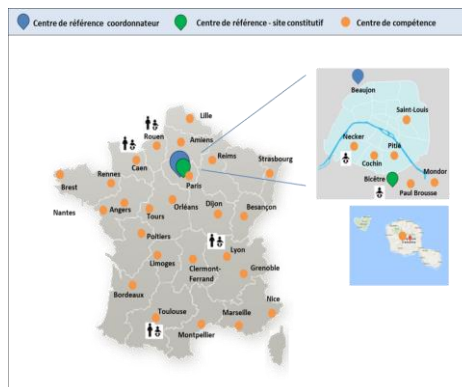 Centre de référence coordonnateur
Centre de référence - site constitutif
Centre de compétence
Lille
Rouen
Amiens
Caen
Reims
Strasbourg
Paris
Brest
Rennes
Nantes
Angers
Tours
Orléans
Dijon
Besançon
Poitiers
Lyon
Limoges
Clermont-
Ferrand
Grenoble
Bordeaux
Toulouse
Montpellier
Marseille
Nice
Beaujon
Saint-Louis
Necker
Pitié
Cochin
Bicêtre
Mondor
Paul Brousse